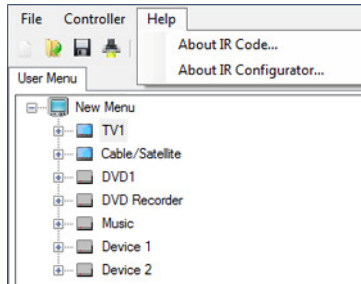 File Controller Help
About IR Code...
About IR Configurator...
User Menu
New Menu
TV1
Cable/Satellite
DVD1
DVD Recorder
Music
Device 1
Device 2